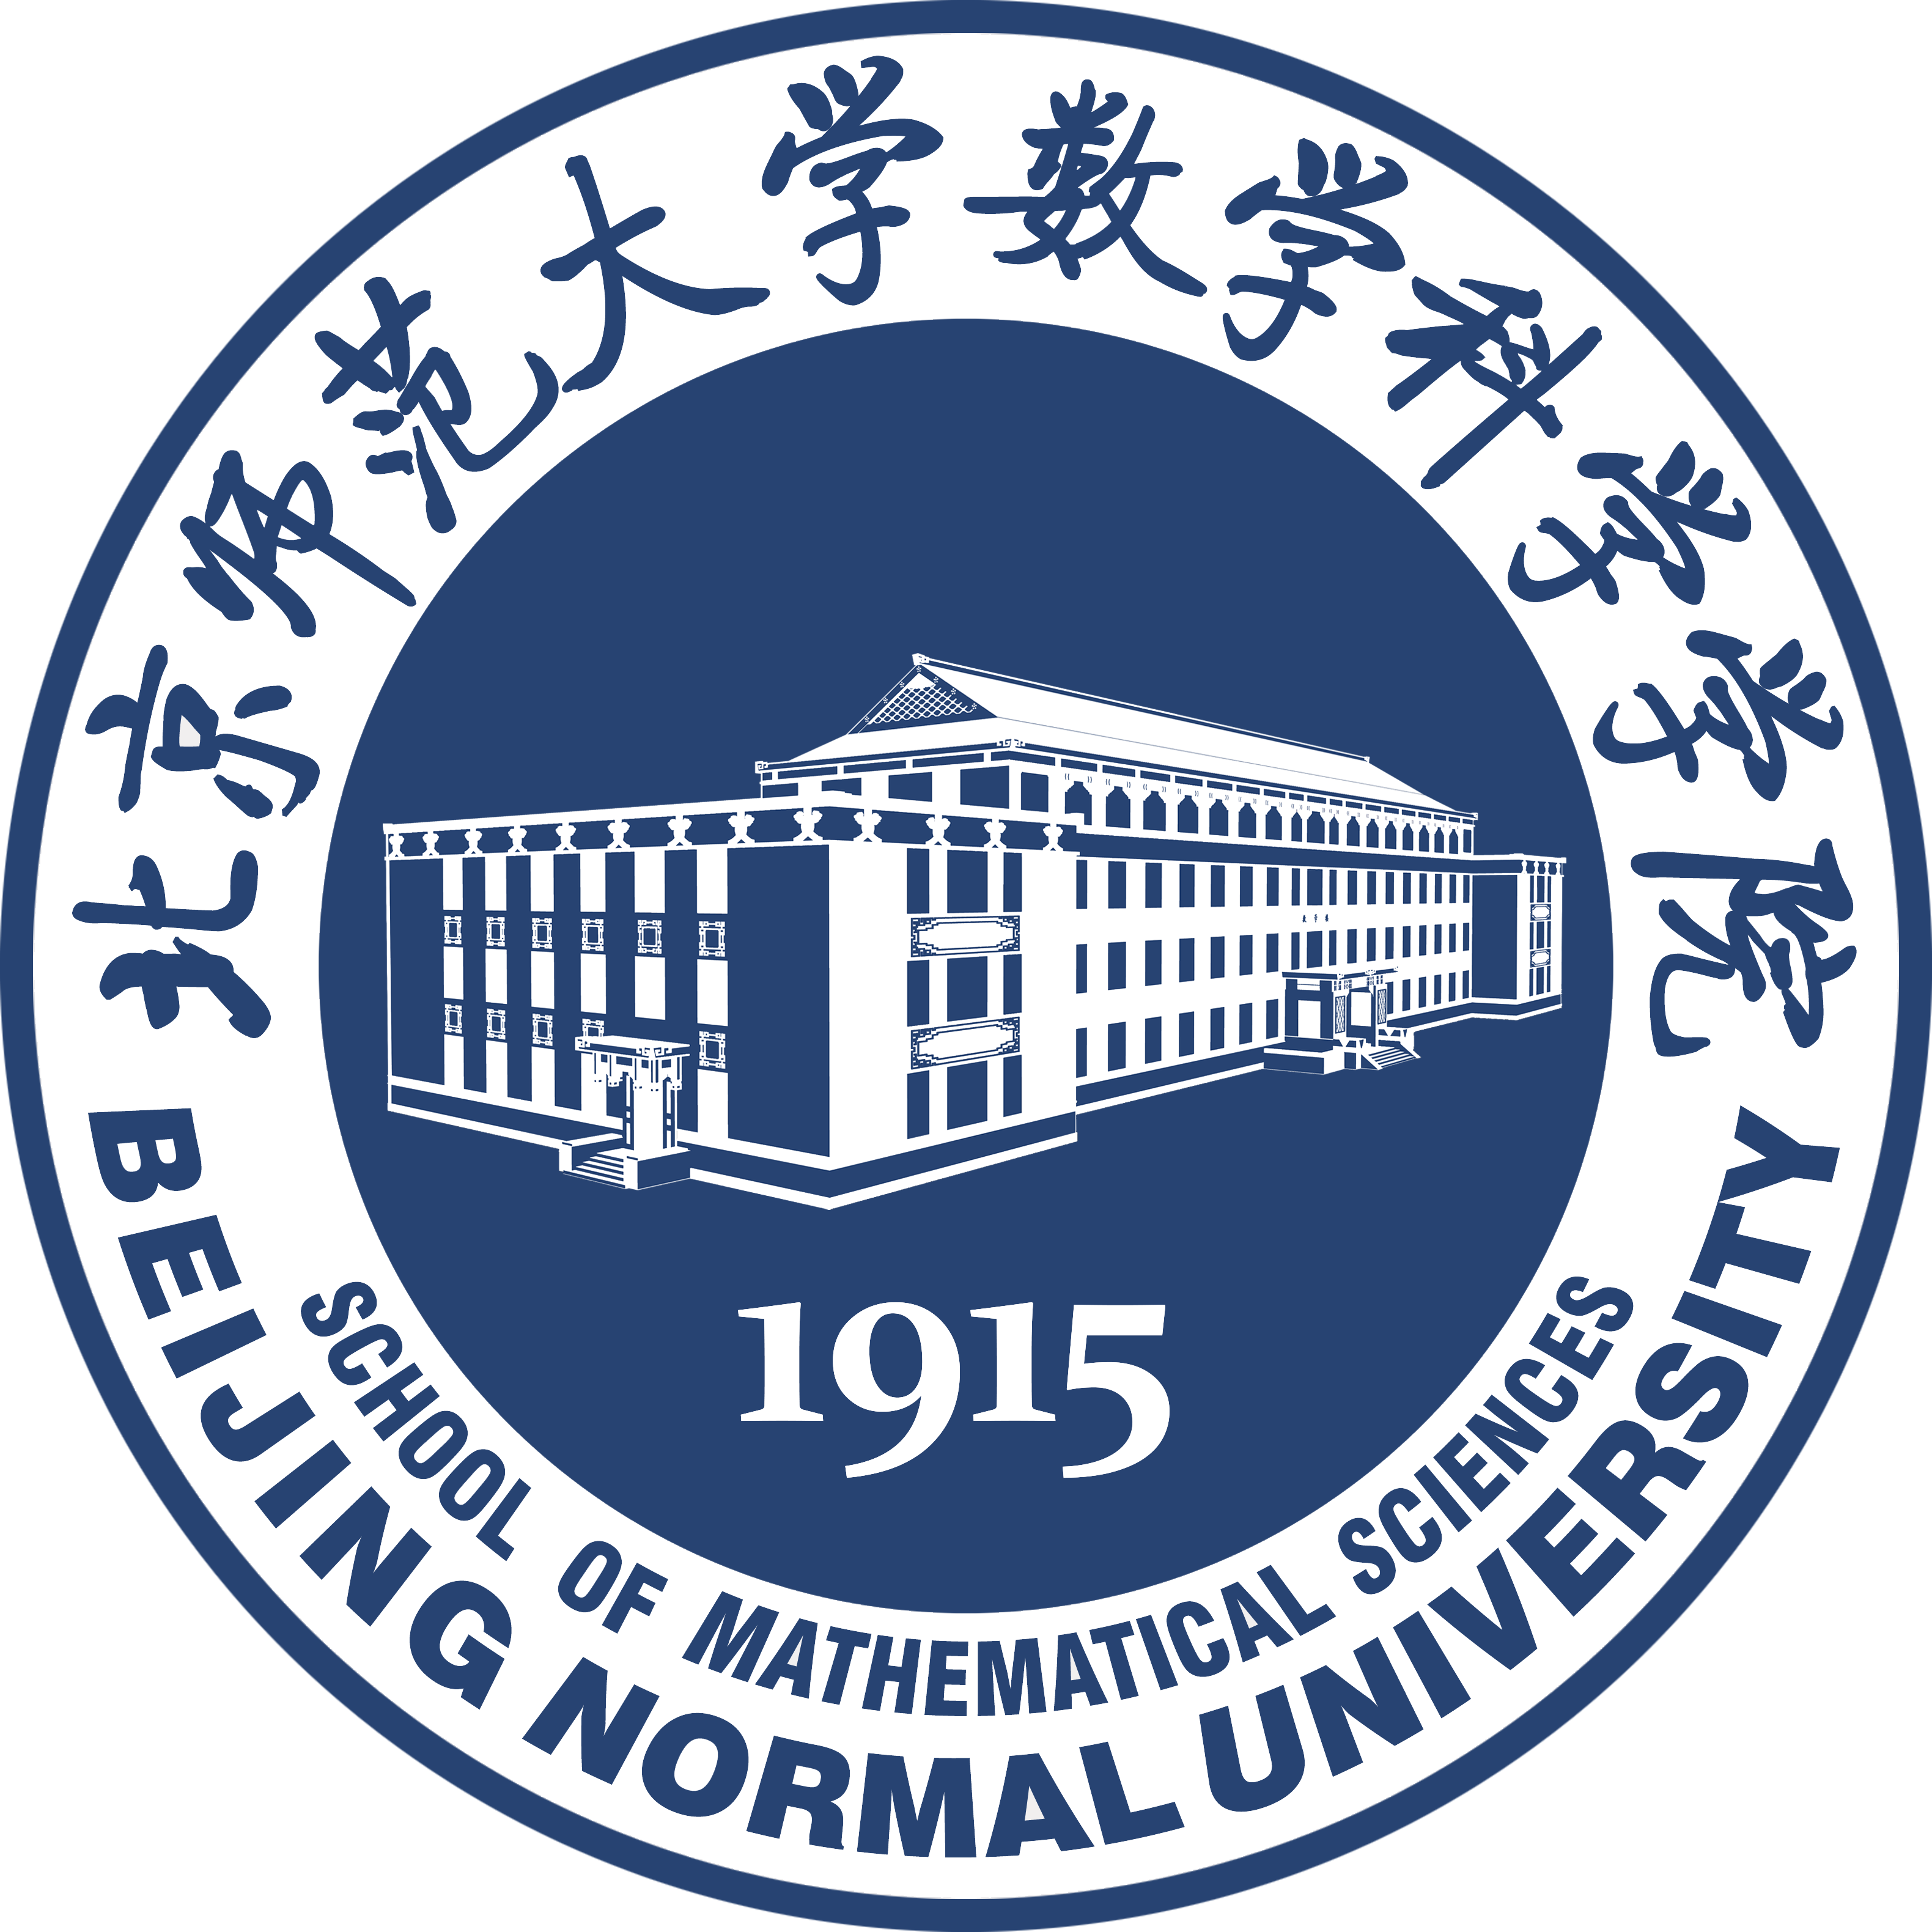 北京师范大学数学科学学院
1915
SCHOOL OF MATHEMATICAL SCIENCES
BEIJING NORMAL UNIVERSITY